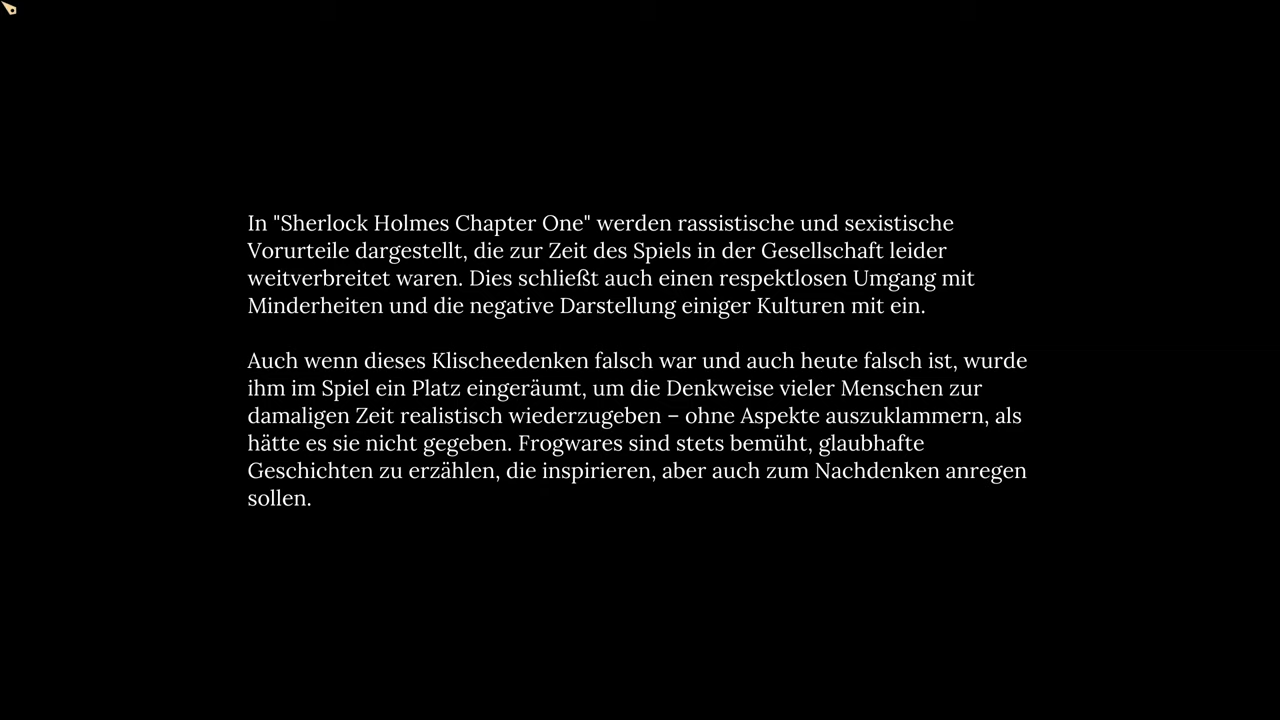 In "Sherlock Holmes Chapter One" werden rassistische und sexistische
Vorurteile dargestellt, die zur Zeit des Spiels in der Gesellschaft leider
weitverbreitet waren. Dies schließt auch einen respektlosen Umgang mit
Minderheiten und die negative Darstellung einiger Kulturen mit ein.
Auch wenn dieses Klischeedenken falsch war und auch heute falsch ist, wurde
ihm im Spiel ein Platz eingeräumt, um die Denkweise vieler Menschen zur
damaligen Zeit realistisch wiederzugeben – ohne Aspekte auszuklammern, als
hätte es sie nicht gegeben. Frogwares sind stets bemüht, glaubhafte
Geschichten zu erzählen, die inspirieren, aber auch zum Nachdenken anregen
sollen.